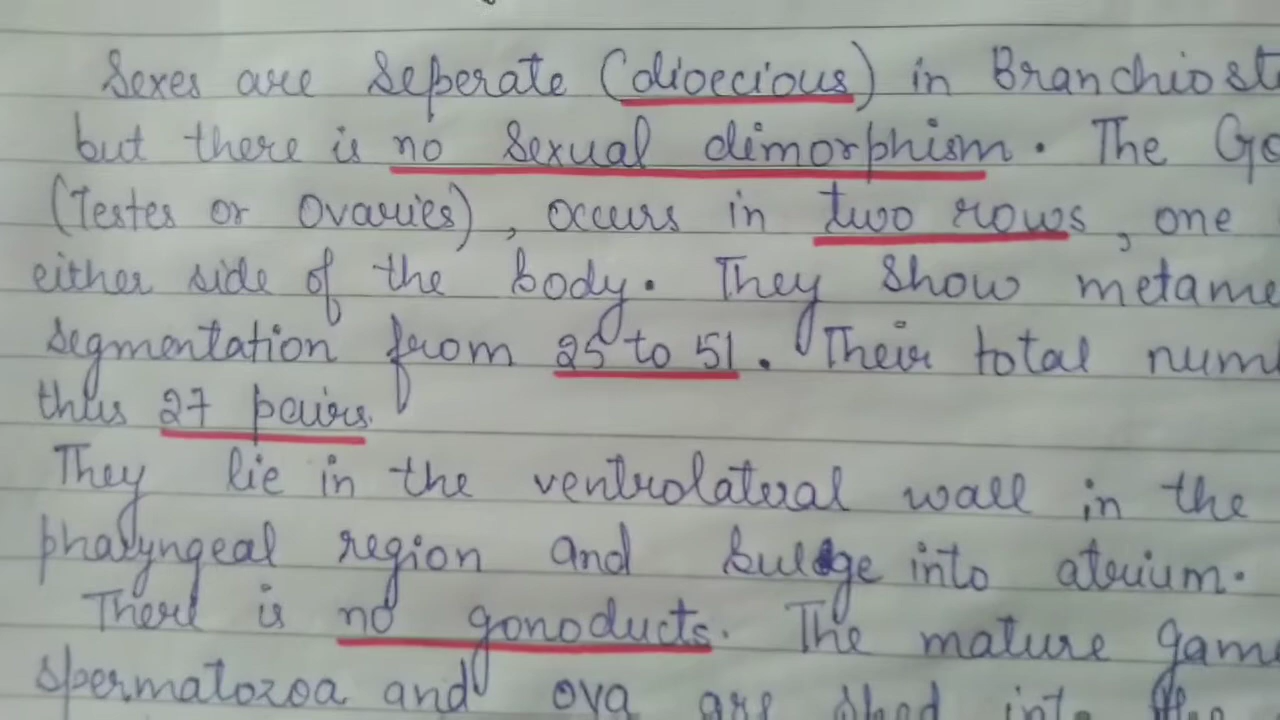 Sexes are Seperate (dioecious) in Branchiost
but there is no sexual dimorphism. The Go
(Testes or Ovaries), occurs in two rows, one
either side of the body. They show metame
segmentation from 25 to 51. Their total num
thus 27 pairs.
They lie in the ventrolateral wall in the
pharyngeal region and bulge into atrium.
There is no gonoducts. The mature gam
spermatozoa and ova are shed into the